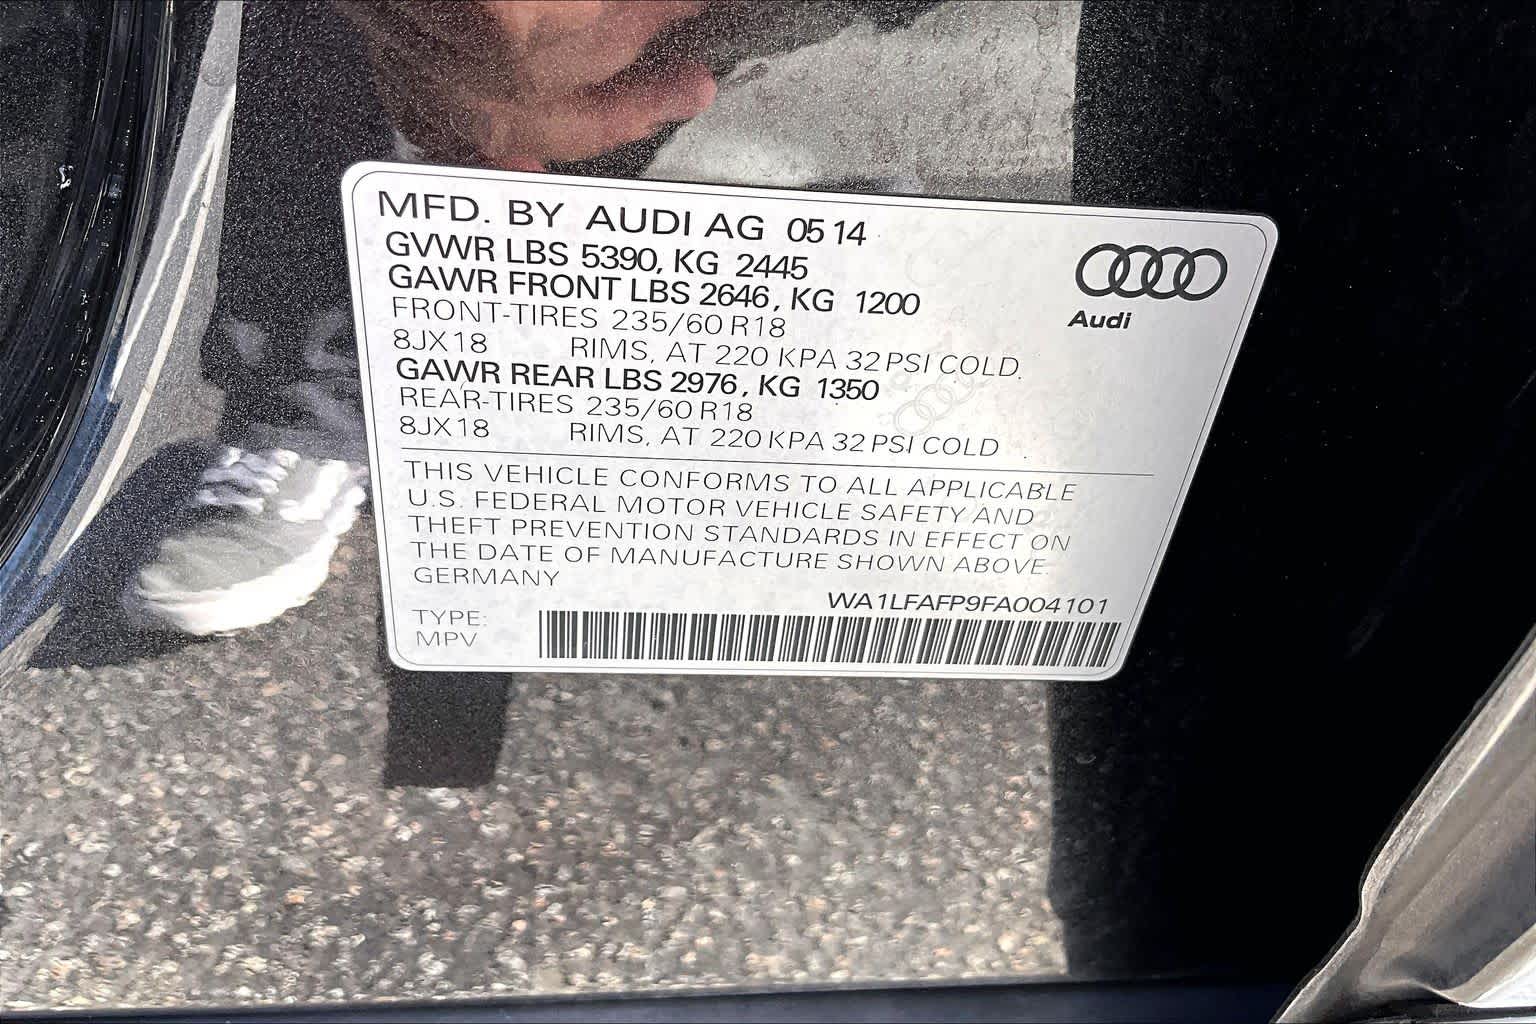 MFD. BY AUDI AG 05 14
GVWR LBS 5390, KG 2445
GAWR FRONT LBS 2646, KG 1200
FRONT-TIRES 235/60 R18
8JX18 RIMS, AT 220 KPA 32 PSI COLD.
GAWR REAR LBS 2976, KG 1350
REAR-TIRES 235/60 R18
8JX18 RIMS, AT 220 KPA 32 PSI COLD
Audi
THIS VEHICLE CONFORMS TO ALL APPLICABLE
U.S. FEDERAL MOTOR VEHICLE SAFETY AND
THEFT PREVENTION STANDARDS IN EFFECT ON
THE DATE OF MANUFACTURE SHOWN ABOVE.
GERMANY
WA1LFAFP9FA004101
TYPE:
MPV